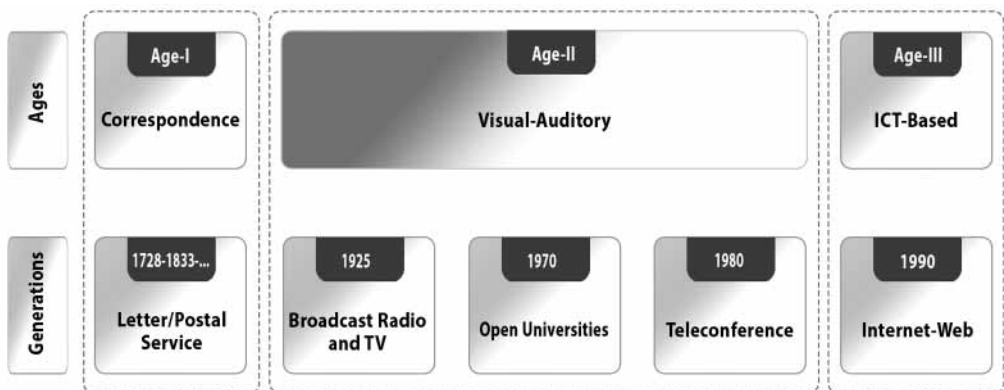 Ages
Age-I
Correspondence
Age-II
Visual-Auditory
Age-III
ICT-Based
Generations
1728-1833-...
Letter/Postal
Service
1925
Broadcast Radio
and TV
1970
Open Universities
1980
Teleconference
1990
Internet-Web